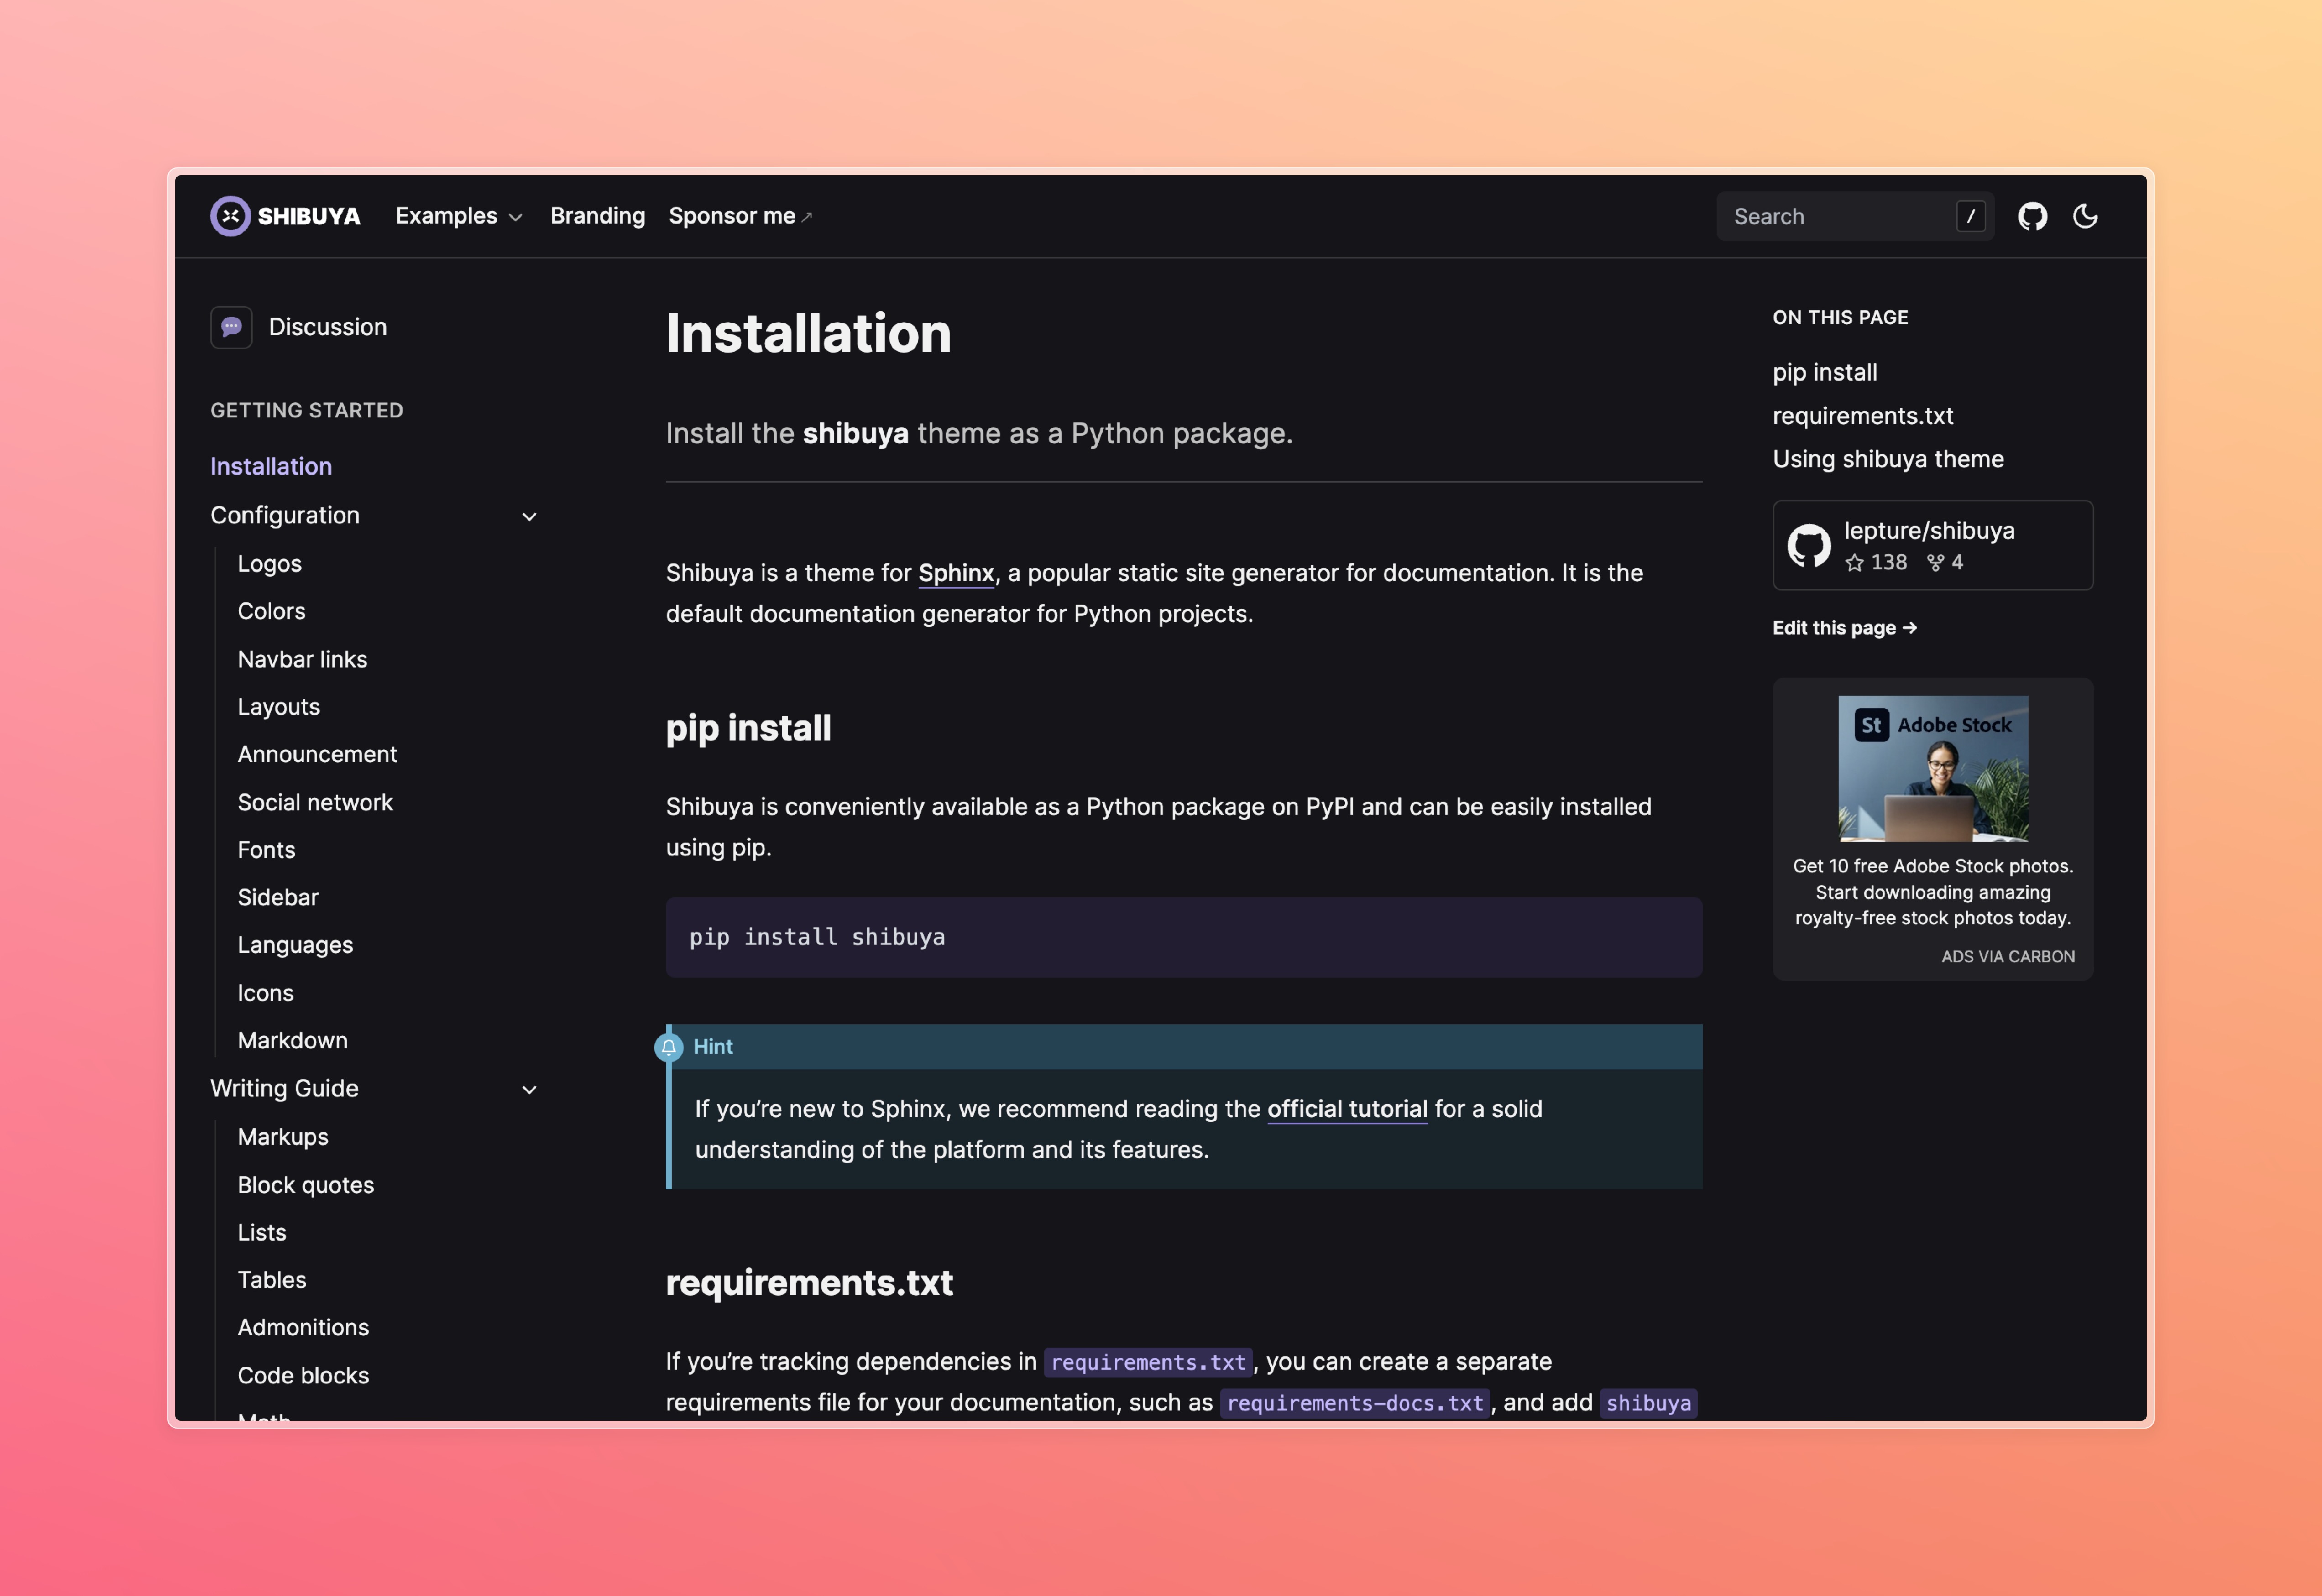 SHIBUYA Examples Branding Sponsor me ↗ Search /
Discussion
GETTING STARTED
Installation
Configuration
Logos
Colors
Navbar links
Layouts
Announcement
Social network
Fonts
Sidebar
Languages
Icons
Markdown
Writing Guide
Markups
Block quotes
Lists
Tables
Admonitions
Code blocks
Math
Installation
Install the shibuya theme as a Python package.
Shibuya is a theme for Sphinx, a popular static site generator for documentation. It is the
default documentation generator for Python projects.
pip install
Shibuya is conveniently available as a Python package on PyPI and can be easily installed
using pip.
pip install shibuya
Hint
If you’re new to Sphinx, we recommend reading the official tutorial for a solid
understanding of the platform and its features.
requirements.txt
If you’re tracking dependencies in requirements.txt, you can create a separate
requirements file for your documentation, such as requirements-docs.txt, and add shibuya
ON THIS PAGE
pip install
requirements.txt
Using shibuya theme
lepture/shibuya
138 4
Edit this page →
St Adobe Stock
Get 10 free Adobe Stock photos.
Start downloading amazing
royalty-free stock photos today.
ADS VIA CARBON